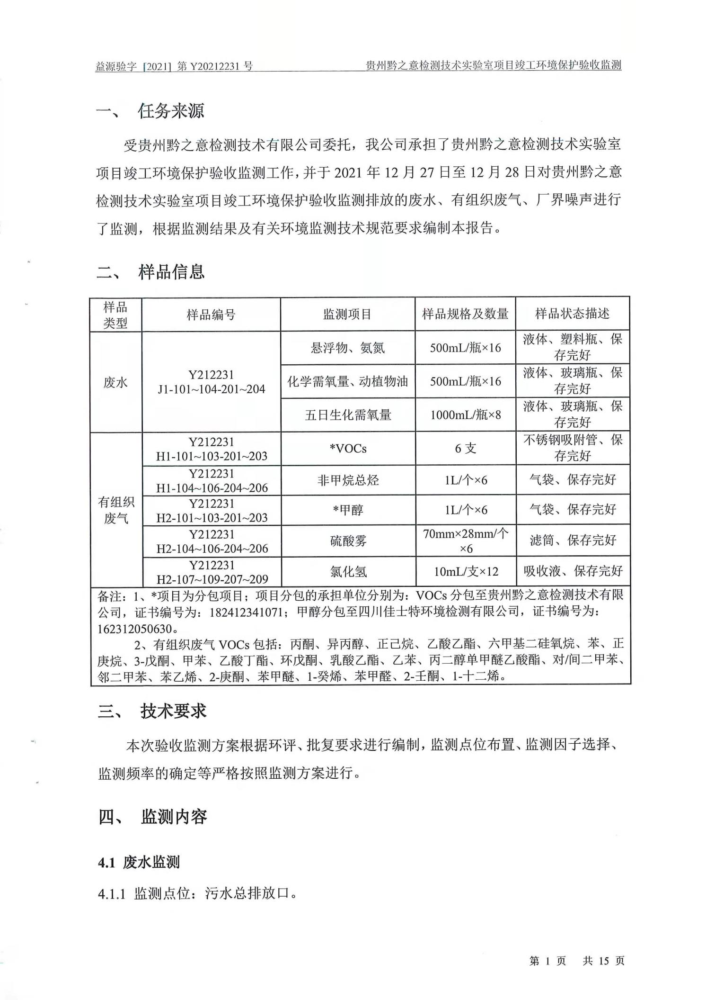 益源验字 [2021] 第 Y20212231 号
贵州黔之意检测技术实验室项目竣工环境保护验收监测
一、 任务来源
受贵州黔之意检测技术有限公司委托，我公司承担了贵州黔之意检测技术实验室
项目竣工环境保护验收监测工作，并于 2021 年 12 月 27 日至 12 月 28 日对贵州黔之意
检测技术实验室项目竣工环境保护验收监测排放的废水、有组织废气、厂界噪声进行
了监测，根据监测结果及有关环境监测技术规范要求编制本报告。
二、 样品信息
样品
类型
样品编号
监测项目
样品规格及数量
样品状态描述
废水
Y212231
J1-101~104-201~204
悬浮物、氨氮
500mL/瓶×16
液体、塑料瓶、保
存完好
化学需氧量、动植物油
500mL/瓶×16
液体、玻璃瓶、保
存完好
五日生化需氧量
1000mL/瓶×8
液体、玻璃瓶、保
存完好
有组织
废气
Y212231
H1-101~103-201~203
*VOCs
6 支
不锈钢吸附管、保
存完好
Y212231
H1-104~106-204~206
非甲烷总烃
1L/个×6
气袋、保存完好
Y212231
H2-101~103-201~203
*甲醇
1L/个×6
气袋、保存完好
Y212231
H2-104~106-204~206
硫酸雾
70mm×28mm/个
×6
滤筒、保存完好
Y212231
H2-107~109-207~209
氯化氢
10mL/支×12
吸收液、保存完好
备注：1、*项目为分包项目；项目分包的承担单位分别为：VOCs 分包至贵州黔之意检测技术有限
公司，证书编号为：182412341071；甲醇分包至四川佳士特环境检测有限公司，证书编号为：
162312050630。
2、有组织废气 VOCs 包括：丙酮、异丙醇、正己烷、乙酸乙酯、六甲基二硅氧烷、苯、正
庚烷、3-戊酮、甲苯、乙酸丁酯、环戊酮、乳酸乙酯、乙苯、丙二醇单甲醚乙酸酯、对/间二甲苯、
邻二甲苯、苯乙烯、2-庚酮、苯甲醚、1-癸烯、苯甲醛、2-壬酮、1-十二烯。
三、 技术要求
本次验收监测方案根据环评、批复要求进行编制，监测点位布置、监测因子选择、
监测频率的确定等严格按照监测方案进行。
四、 监测内容
4.1 废水监测
4.1.1 监测点位：污水总排放口。
第 1 页 共 15 页